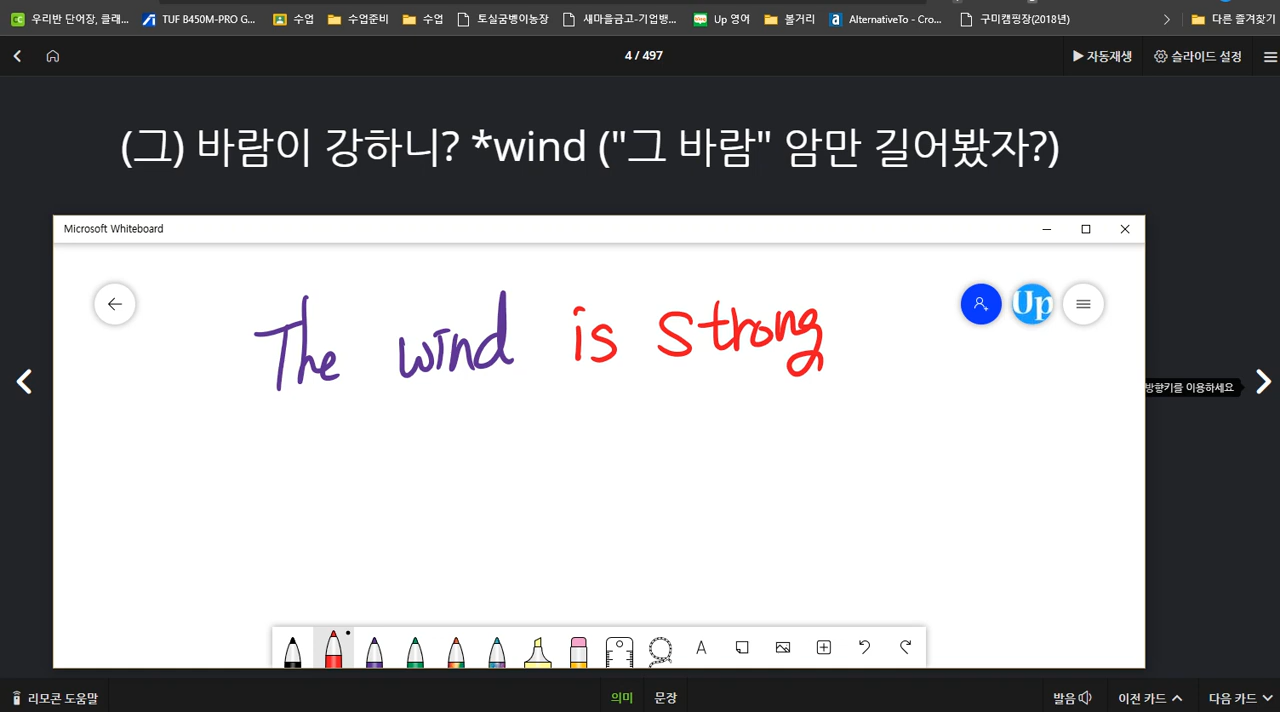 우리반 단어장, 클래... TUF B450M-PRO G... 수업 수업준비 수업 토실굼벵이농장 새마을금고-기업뱅... Up 영어 볼거리 AlternativeTo - Cro... 구미캠핑장(2018년) 다른 즐겨찾기
4 / 497 자동재생 슬라이드 설정
(그) 바람이 강하니? *wind ("그 바람" 암만 길어봤자?)
Microsoft Whiteboard
Up
The wind is strong
방향키를 이용하세요
A
리모콘 도움말 의미 문장 발음 이전 카드 다음 카드